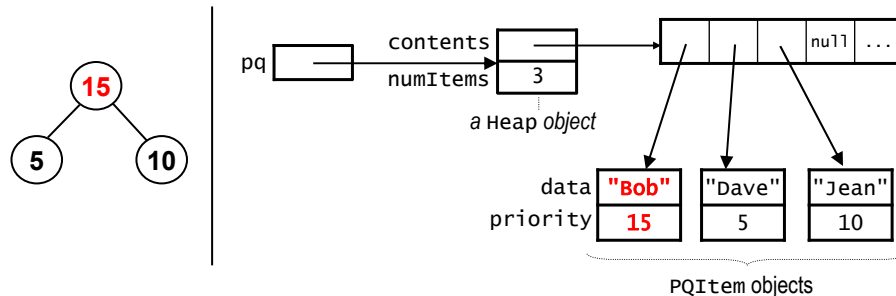 15
5 10
pq
contents
numItems
3
a Heap object
null ...
data "Bob" "Dave" "Jean"
priority 15 5 10
PQItem objects